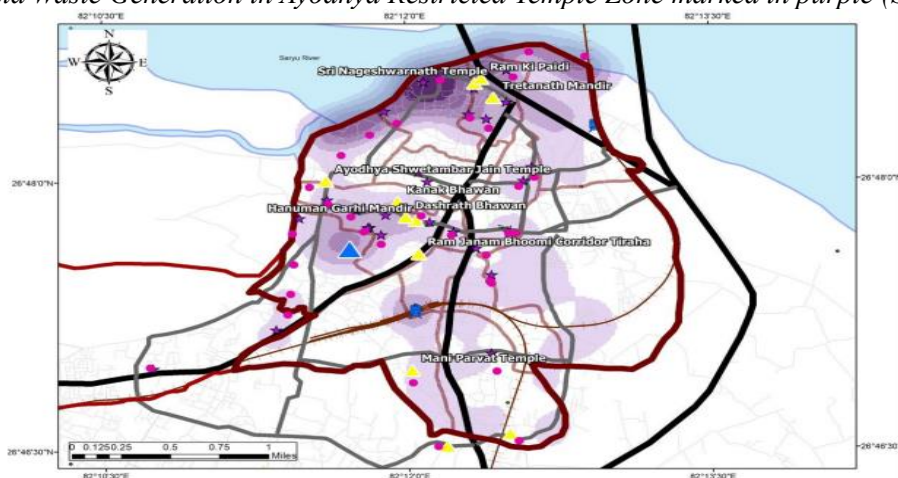 and Waste Generation in Ayodhya Restricted Temple Zone marked in purple
82°10'30"E 82°12'0"E 82°13'30"E
N
W E
S
Saryu River
Sri Nageshwarnath Temple Ram Ki Paidi
Tretanath Mandir
Ayodhya Shwetambar Jain Temple
26°48'0"N 26°48'0"N
Kanak Bhawan
Hanuman Garhi Mandir Dashrath Bhawan
Ram Janam Bhoomi Corridor Tiraha
Mani Parvat Temple
0 0.125 0.25 0.5 0.75 1
Miles
26°46'30"N 26°46'30"N
82°10'30"E 82°12'0"E 82°13'30"E